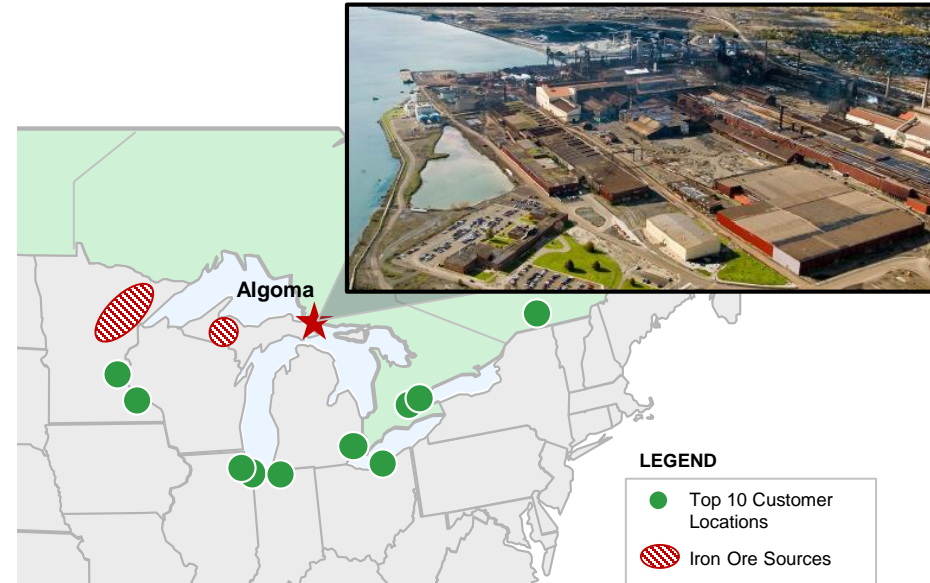 Algoma
LEGEND
Top 10 Customer
Locations
Iron Ore Sources